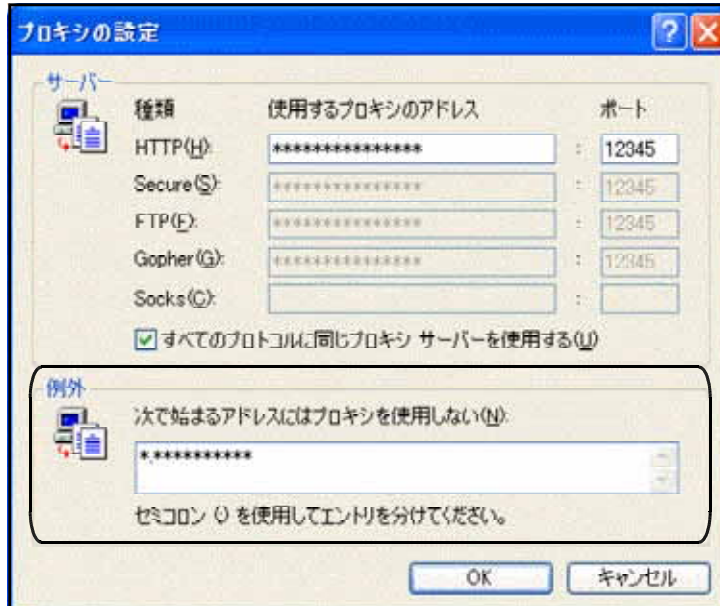 プロキシの設定
サーバー
種類 使用するプロキシのアドレス ポート
HTTP(H): *************** : 12345
Secure(S): *************** : 12345
FTP(F): *************** : 12345
Gopher(G): *************** : 12345
Socks(C): :
すべてのプロトコルに同じプロキシ サーバーを使用する(U)
例外
次で始まるアドレスにはプロキシを使用しない(N):
*.**********
セミコロン (;) を使用してエントリを分けてください。
OK キャンセル